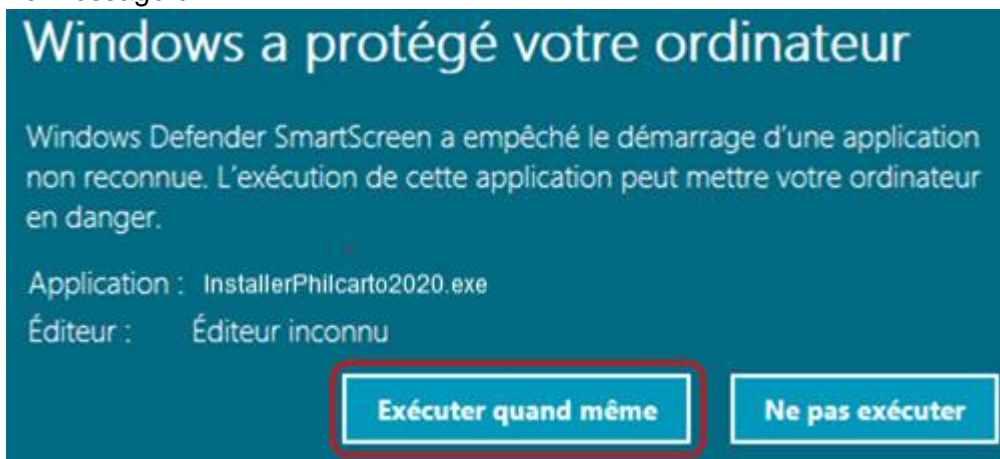 Windows a protégé votre ordinateur
Windows Defender SmartScreen a empêché le démarrage d'une application
non reconnue. L'exécution de cette application peut mettre votre ordinateur
en danger.
Application : InstallerPhilcarto2020.exe
Éditeur : Éditeur inconnu
Exécuter quand même Ne pas exécuter